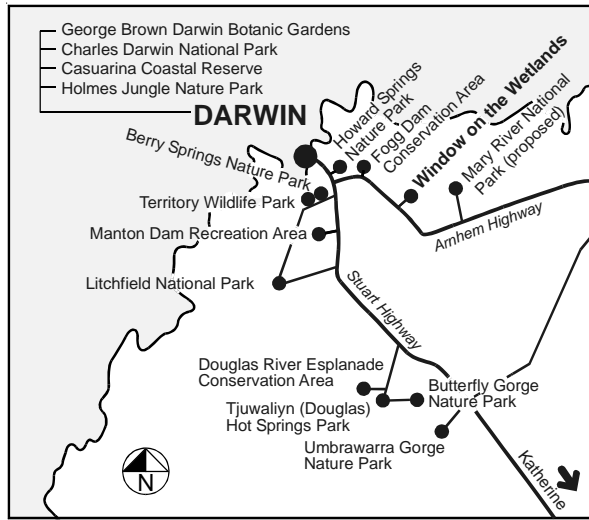 George Brown Darwin Botanic Gardens
Charles Darwin National Park
Casuarina Coastal Reserve
Holmes Jungle Nature Park
DARWIN
Howard Springs
Nature Park
Fogg Dam
Conservation Area
Window on the Wetlands
Mary River National
Park (proposed)
Berry Springs Nature Park
Territory Wildlife Park
Manton Dam Recreation Area
Arnhem Highway
Litchfield National Park
Stuart Highway
Douglas River Esplanade
Conservation Area
Butterfly Gorge
Nature Park
Tjuwaliyn (Douglas)
Hot Springs Park
Umbrawarra Gorge
Nature Park
Katherine
N